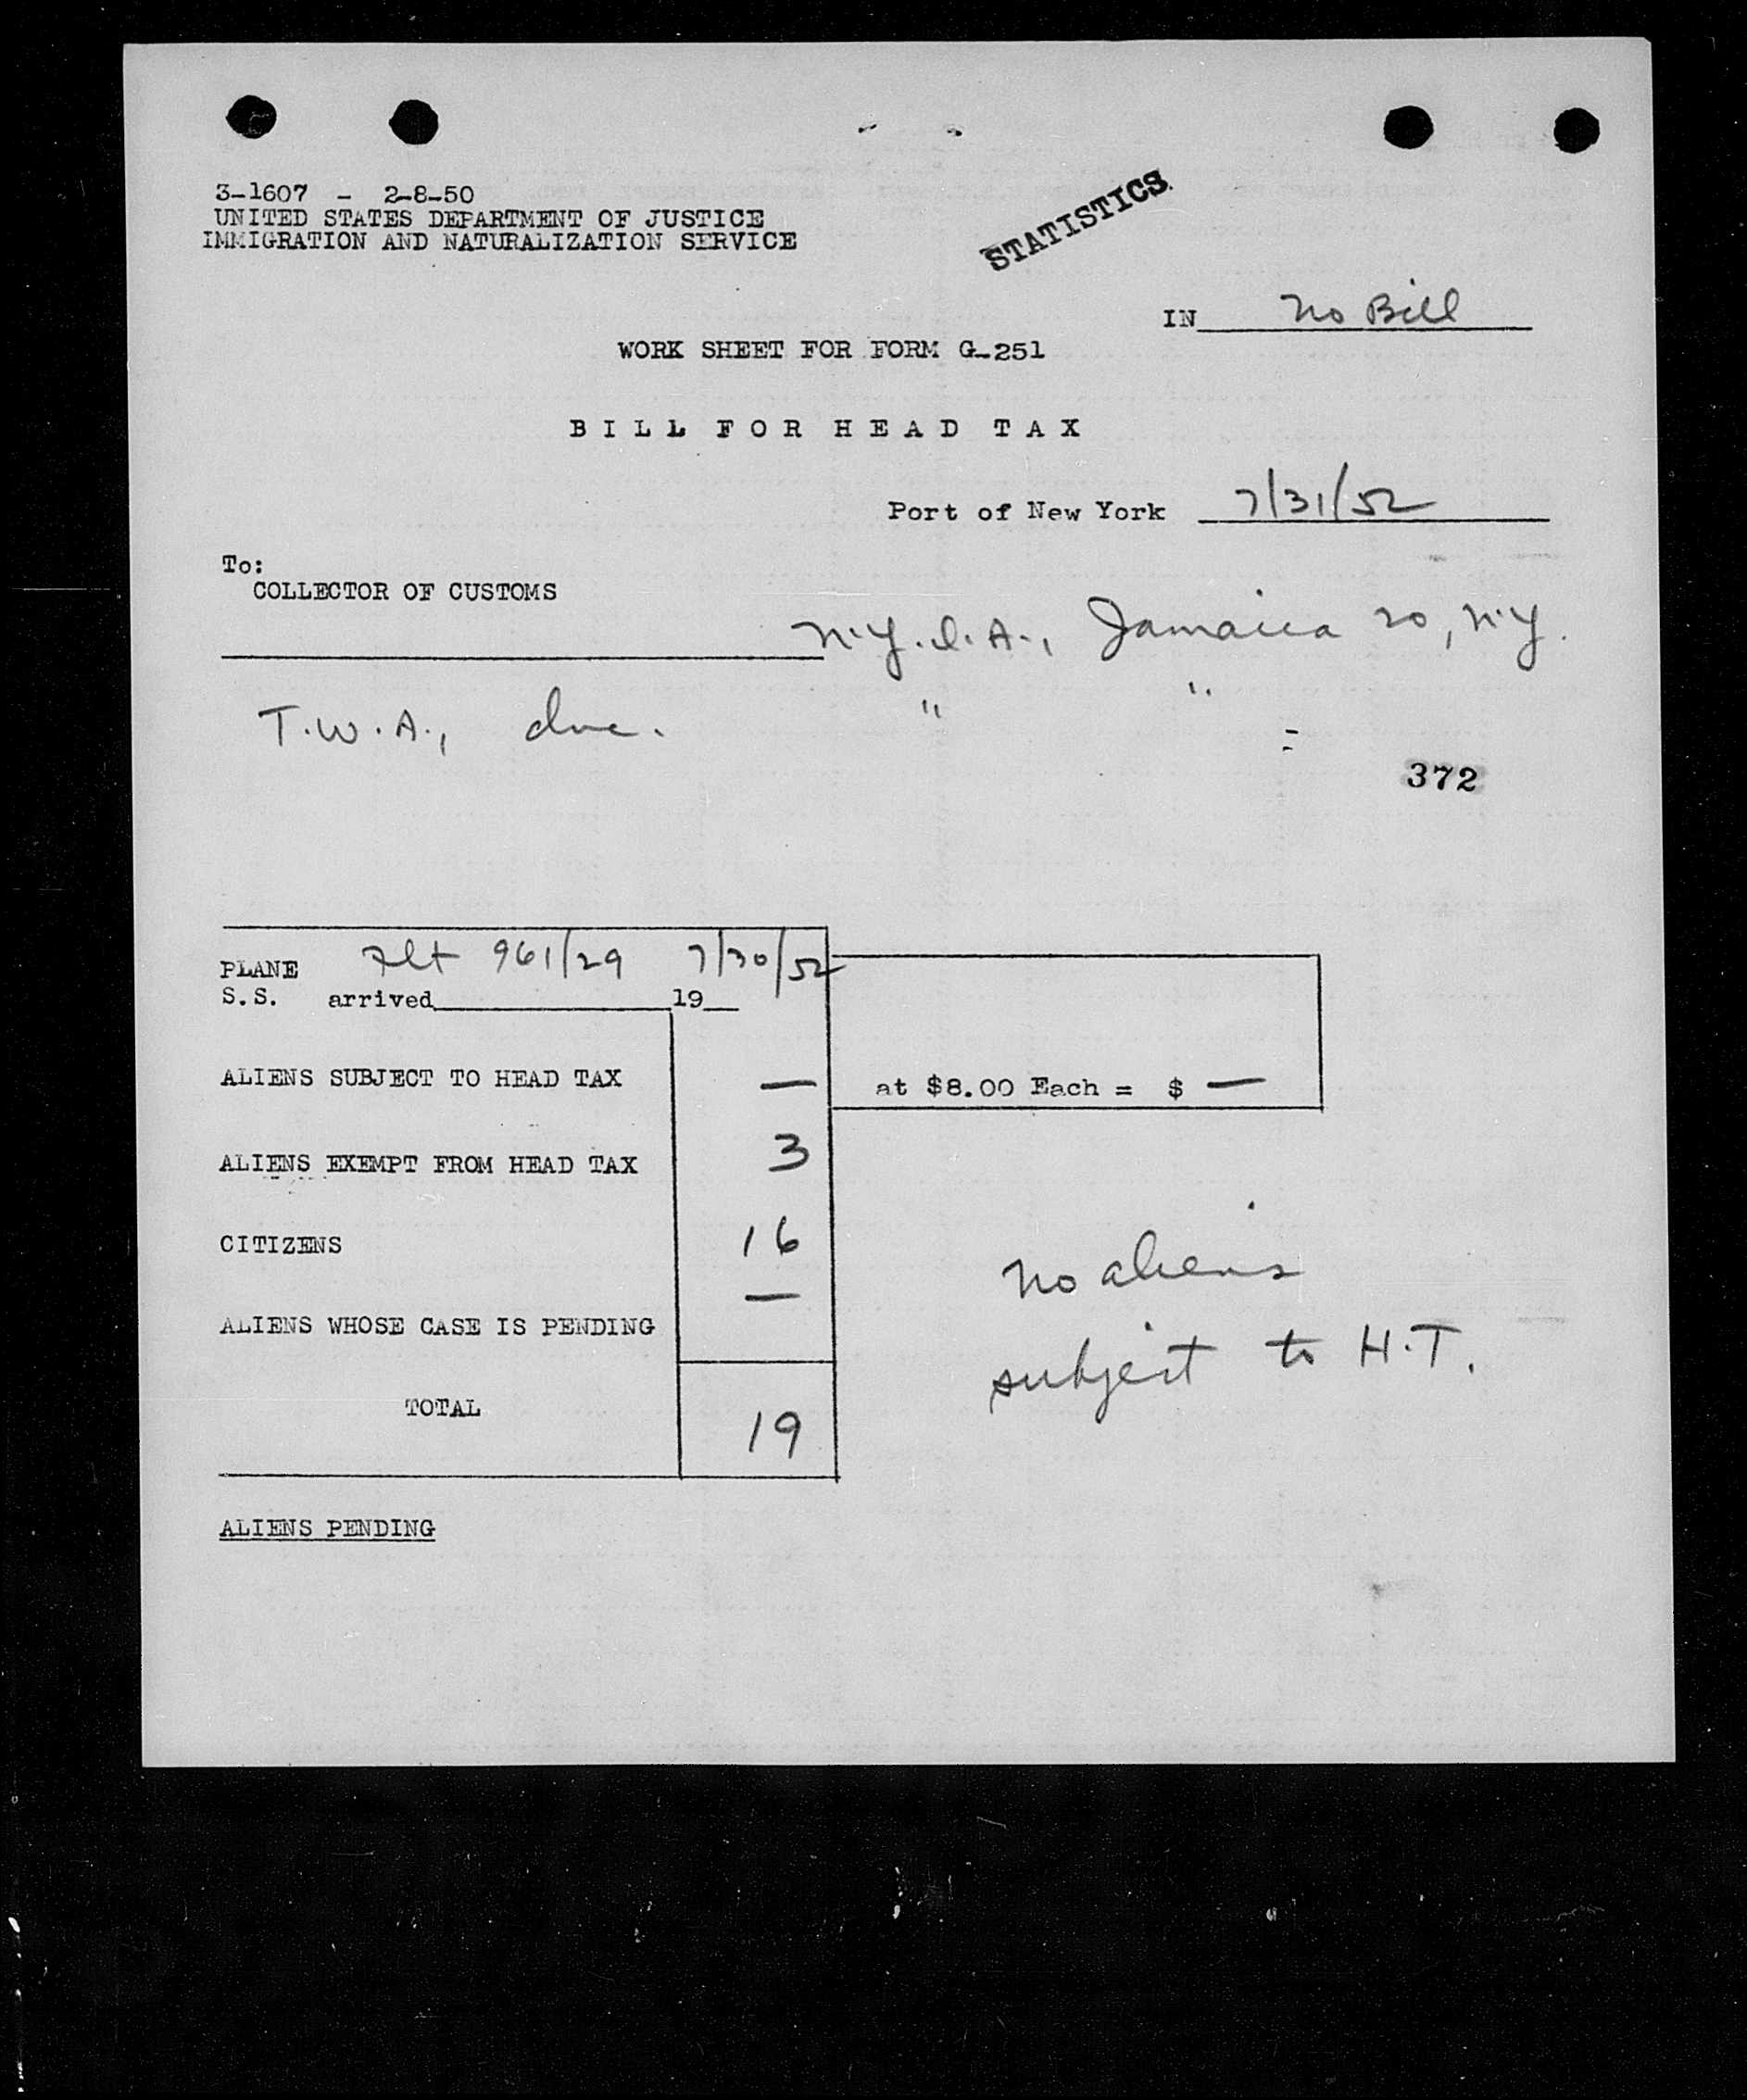 3-1607 - 2-8-50
UNITED STATES DEPARTMENT OF JUSTICE
IMMIGRATION AND NATURALIZATION SERVICE
STATISTICS
IN No Bill
WORK SHEET FOR FORM G-251
BILL FOR HEAD TAX
Port of New York 7/31/52
To:
COLLECTOR OF CUSTOMS
N.Y.I.A., Jamaica 20, N.Y.
T.W.A., Inc. " " "
372
PLANE Flt 961/29 7/30/52
S.S. arrived 19
ALIENS SUBJECT TO HEAD TAX — at $8.00 Each = $ —
ALIENS EXEMPT FROM HEAD TAX 3
CITIZENS 16
ALIENS WHOSE CASE IS PENDING —
No aliens
subject to H.T.
TOTAL 19
ALIENS PENDING